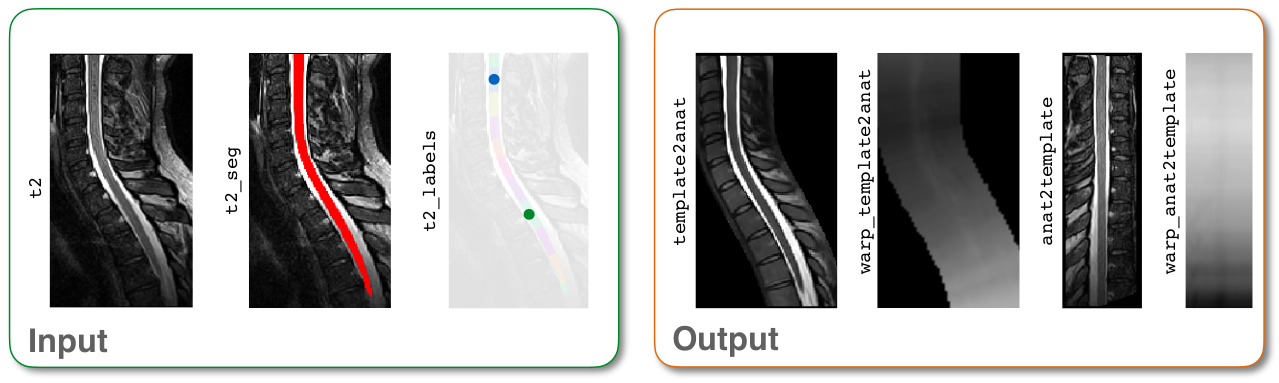 t2
t2_seg
t2_labels
Input
template2anat
warp_template2anat
anat2template
warp_anat2template
Output